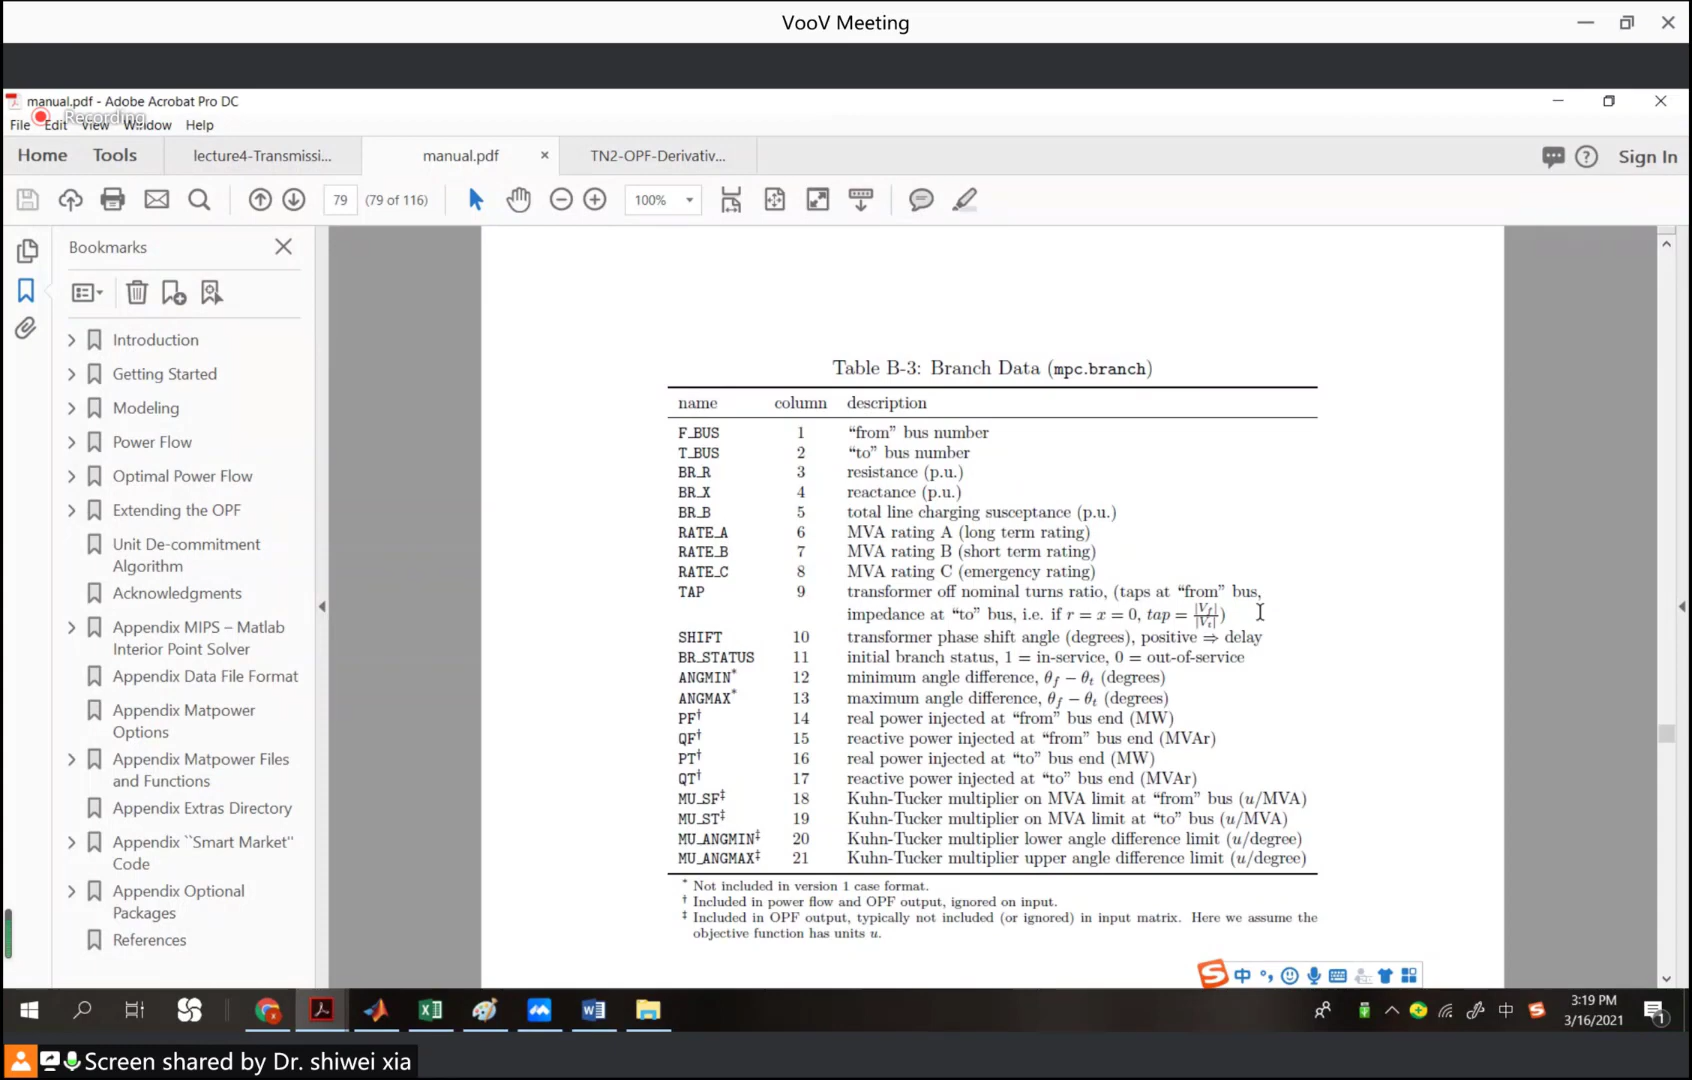 VooV Meeting
manual.pdf - Adobe Acrobat Pro DC
Recording
File Edit View Window Help
Home Tools lecture4-Transmissi... manual.pdf × TN2-OPF-Derivativ... Sign In
79 (79 of 116) 100%
Bookmarks
Introduction
Getting Started
Modeling
Power Flow
Optimal Power Flow
Extending the OPF
Unit De-commitment
Algorithm
Acknowledgments
Appendix MIPS – Matlab
Interior Point Solver
Appendix Data File Format
Appendix Matpower
Options
Appendix Matpower Files
and Functions
Appendix Extras Directory
Appendix ``Smart Market''
Code
Appendix Optional
Packages
References
Table B-3: Branch Data (mpc.branch)
name column description
F_BUS 1 “from” bus number
T_BUS 2 “to” bus number
BR_R 3 resistance (p.u.)
BR_X 4 reactance (p.u.)
BR_B 5 total line charging susceptance (p.u.)
RATE_A 6 MVA rating A (long term rating)
RATE_B 7 MVA rating B (short term rating)
RATE_C 8 MVA rating C (emergency rating)
TAP 9 transformer off nominal turns ratio, (taps at “from” bus,
impedance at “to” bus, i.e. if r = x = 0, tap = |Vf|/|Vt|)
SHIFT 10 transformer phase shift angle (degrees), positive ⇒ delay
BR_STATUS 11 initial branch status, 1 = in-service, 0 = out-of-service
ANGMIN* 12 minimum angle difference, θf − θt (degrees)
ANGMAX* 13 maximum angle difference, θf − θt (degrees)
PF† 14 real power injected at “from” bus end (MW)
QF† 15 reactive power injected at “from” bus end (MVAr)
PT† 16 real power injected at “to” bus end (MW)
QT† 17 reactive power injected at “to” bus end (MVAr)
MU_SF‡ 18 Kuhn-Tucker multiplier on MVA limit at “from” bus (u/MVA)
MU_ST‡ 19 Kuhn-Tucker multiplier on MVA limit at “to” bus (u/MVA)
MU_ANGMIN‡ 20 Kuhn-Tucker multiplier lower angle difference limit (u/degree)
MU_ANGMAX‡ 21 Kuhn-Tucker multiplier upper angle difference limit (u/degree)
* Not included in version 1 case format.
† Included in power flow and OPF output, ignored on input.
‡ Included in OPF output, typically not included (or ignored) in input matrix. Here we assume the
objective function has units u.
S 中
中 3:19 PM
3/16/2021
1
Screen shared by Dr. shiwei xia